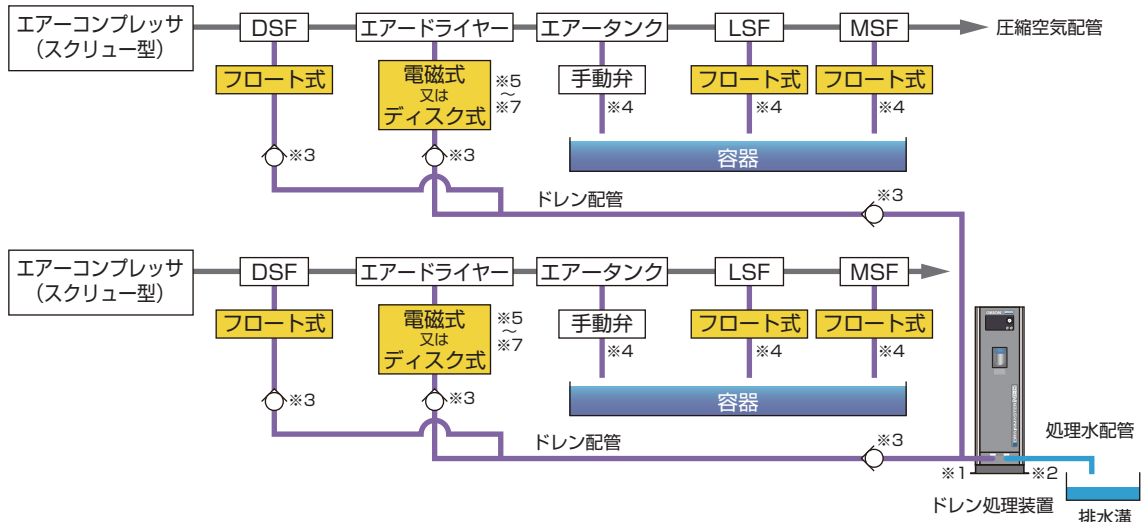 エアーコンプレッサ
（スクリュー型）
DSF
エアードライヤー
エアータンク
LSF
MSF
圧縮空気配管
フロート式
電磁式
又は
ディスク式
※5
～
※7
手動弁
※4
フロート式
※4
フロート式
※4
※3
※3
容器
ドレン配管
※3
エアーコンプレッサ
（スクリュー型）
DSF
エアードライヤー
エアータンク
LSF
MSF
フロート式
電磁式
又は
ディスク式
※5
～
※7
手動弁
※4
フロート式
※4
フロート式
※4
※3
※3
容器
ドレン配管
※3
処理水配管
※1
※2
ドレン処理装置
排水溝